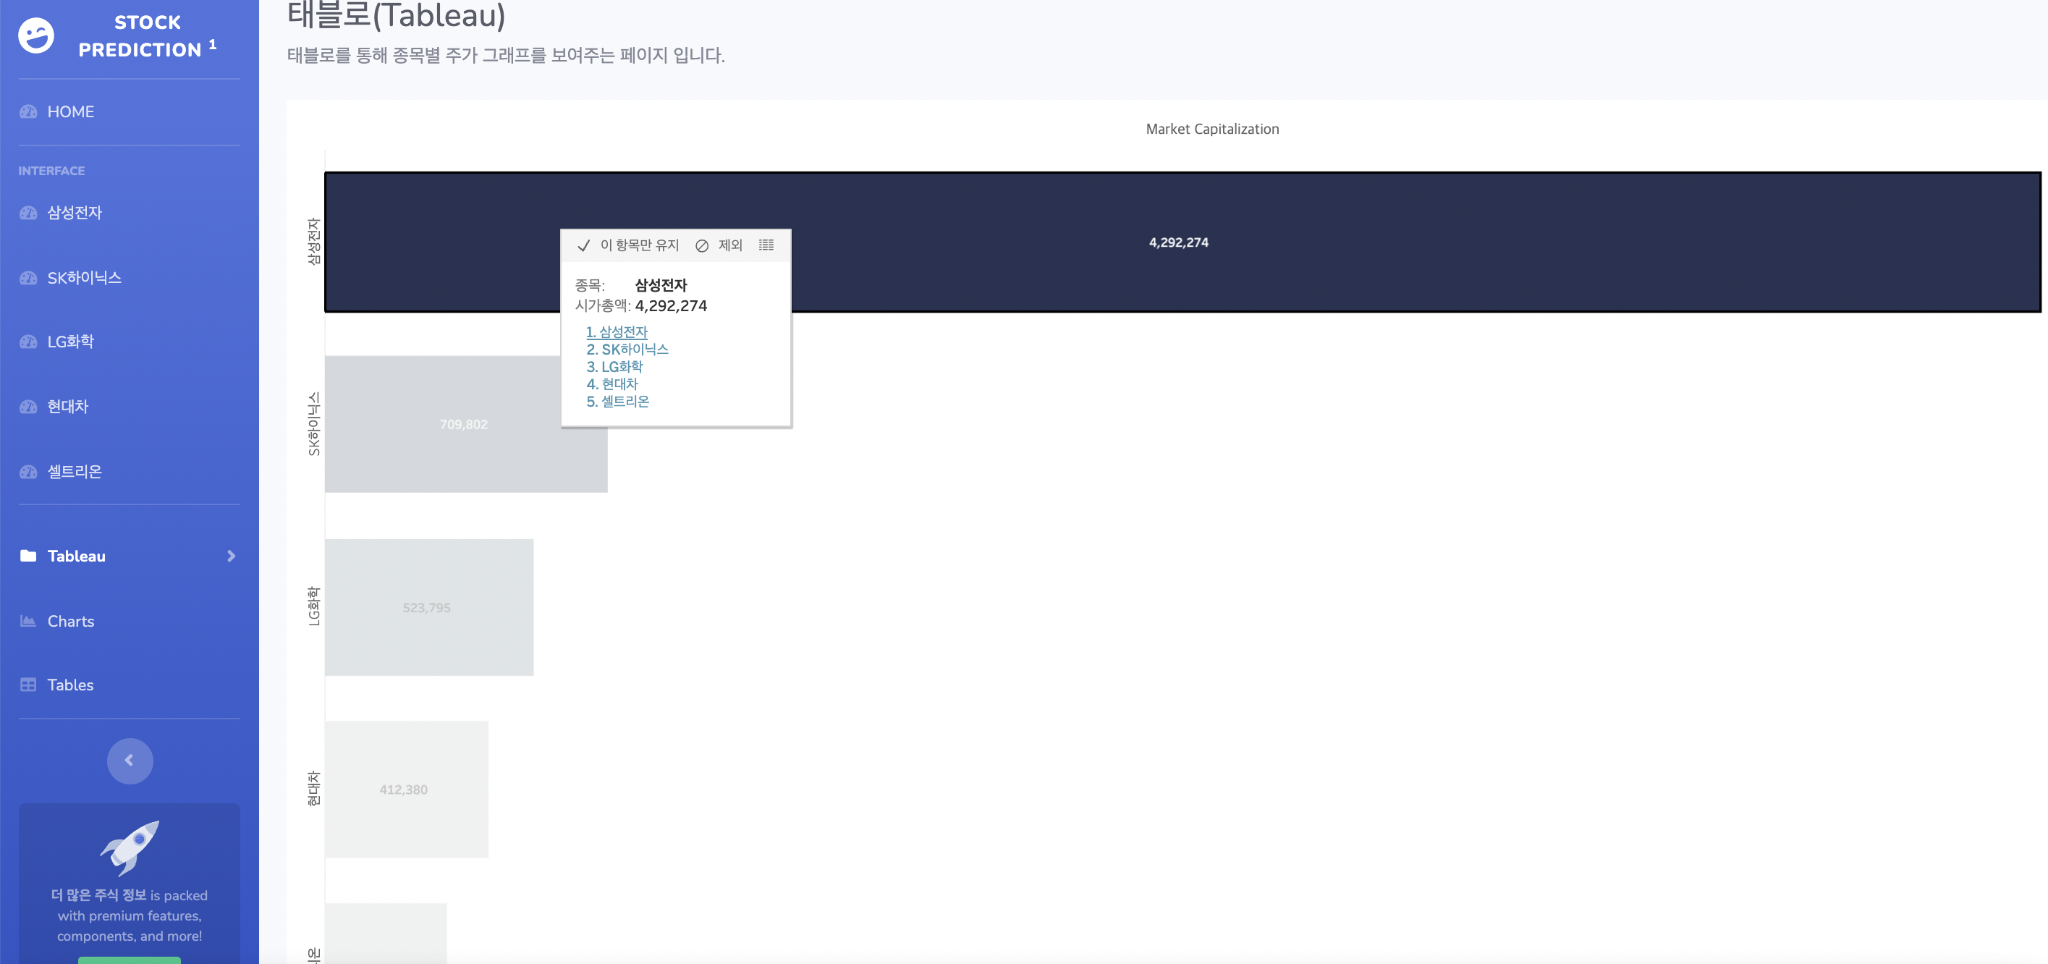 STOCK
PREDICTION 1
HOME
INTERFACE
삼성전자
SK하이닉스
LG화학
현대차
셀트리온
Tableau
Charts
Tables
더 많은 주식 정보 is packed
with premium features,
components, and more!
태블로(Tableau)
태블로를 통해 종목별 주가 그래프를 보여주는 페이지 입니다.
Market Capitalization
삼성전자
4,292,274
이 항목만 유지 제외
종목: 삼성전자
시가총액: 4,292,274
1. 삼성전자
2. SK하이닉스
3. LG화학
4. 현대차
5. 셀트리온
SK하이닉스
709,802
LG화학
523,795
현대차
412,380
리온